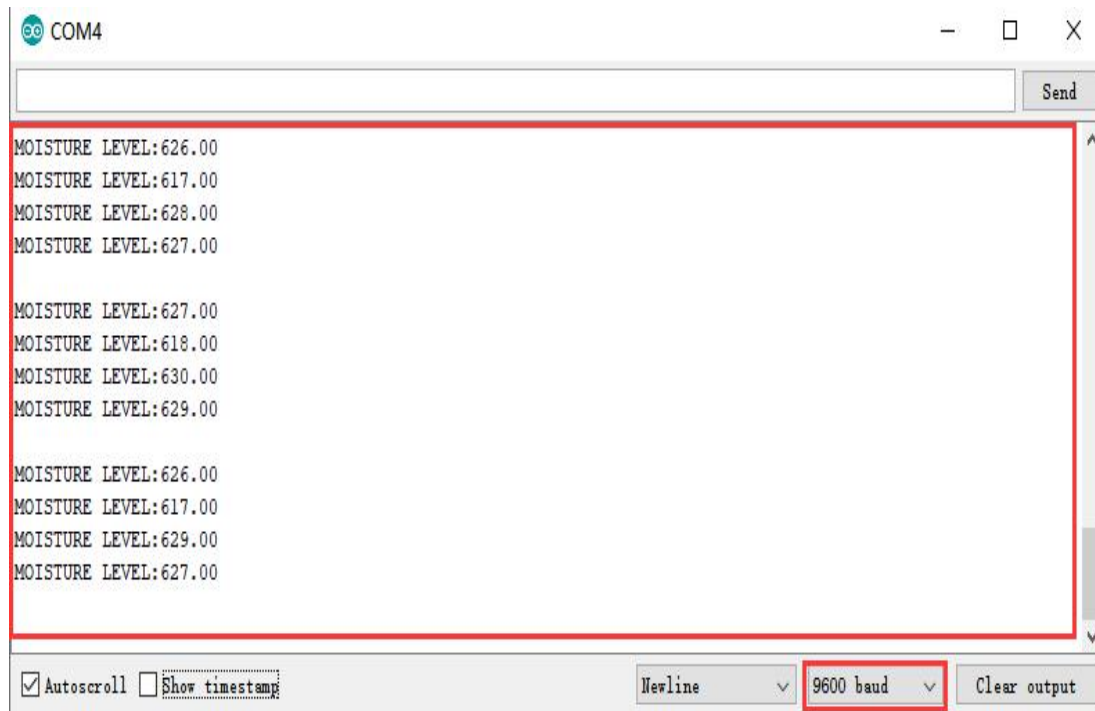 COM4
Send
MOISTURE LEVEL:626.00
MOISTURE LEVEL:617.00
MOISTURE LEVEL:628.00
MOISTURE LEVEL:627.00
MOISTURE LEVEL:627.00
MOISTURE LEVEL:618.00
MOISTURE LEVEL:630.00
MOISTURE LEVEL:629.00
MOISTURE LEVEL:626.00
MOISTURE LEVEL:617.00
MOISTURE LEVEL:629.00
MOISTURE LEVEL:627.00
Autoscroll Show timestamp Newline 9600 baud Clear output